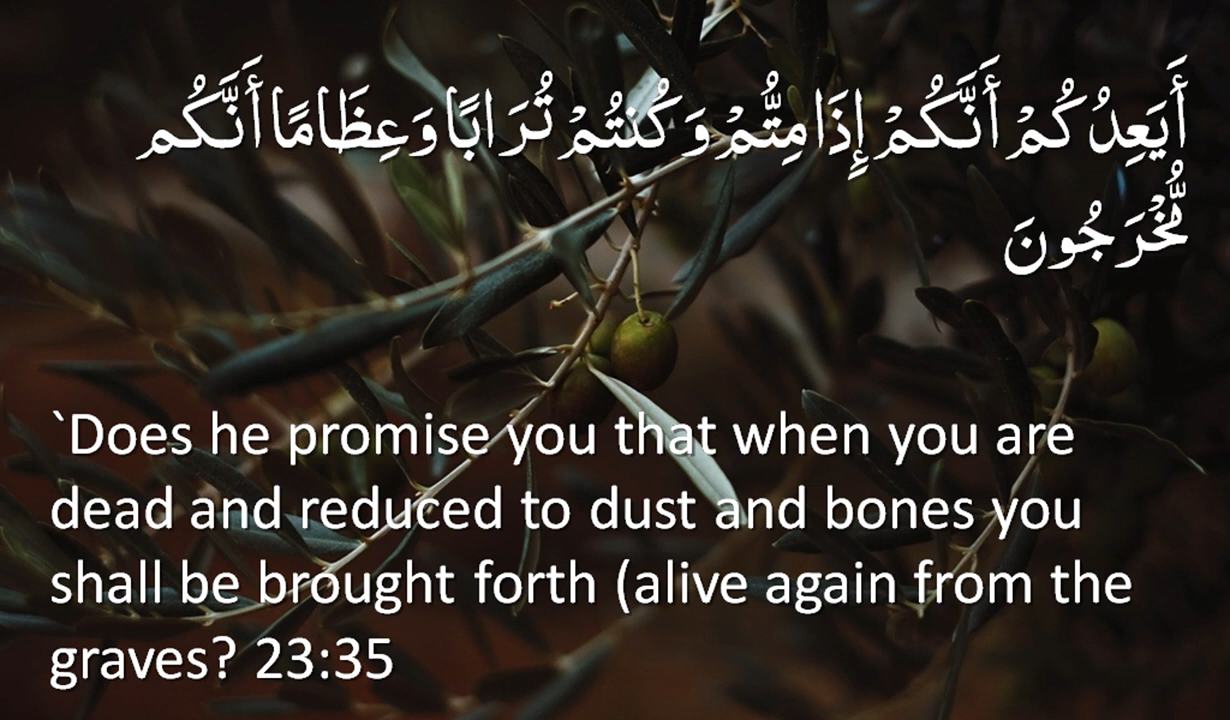 أَيَعِدُكُمْ أَنَّكُمْ إِذَا مِتُّمْ وَكُنتُمْ تُرَابًا وَعِظَامًا أَنَّكُم
مُّخْرَجُونَ
`Does he promise you that when you are
dead and reduced to dust and bones you
shall be brought forth (alive again from the
graves? 23:35